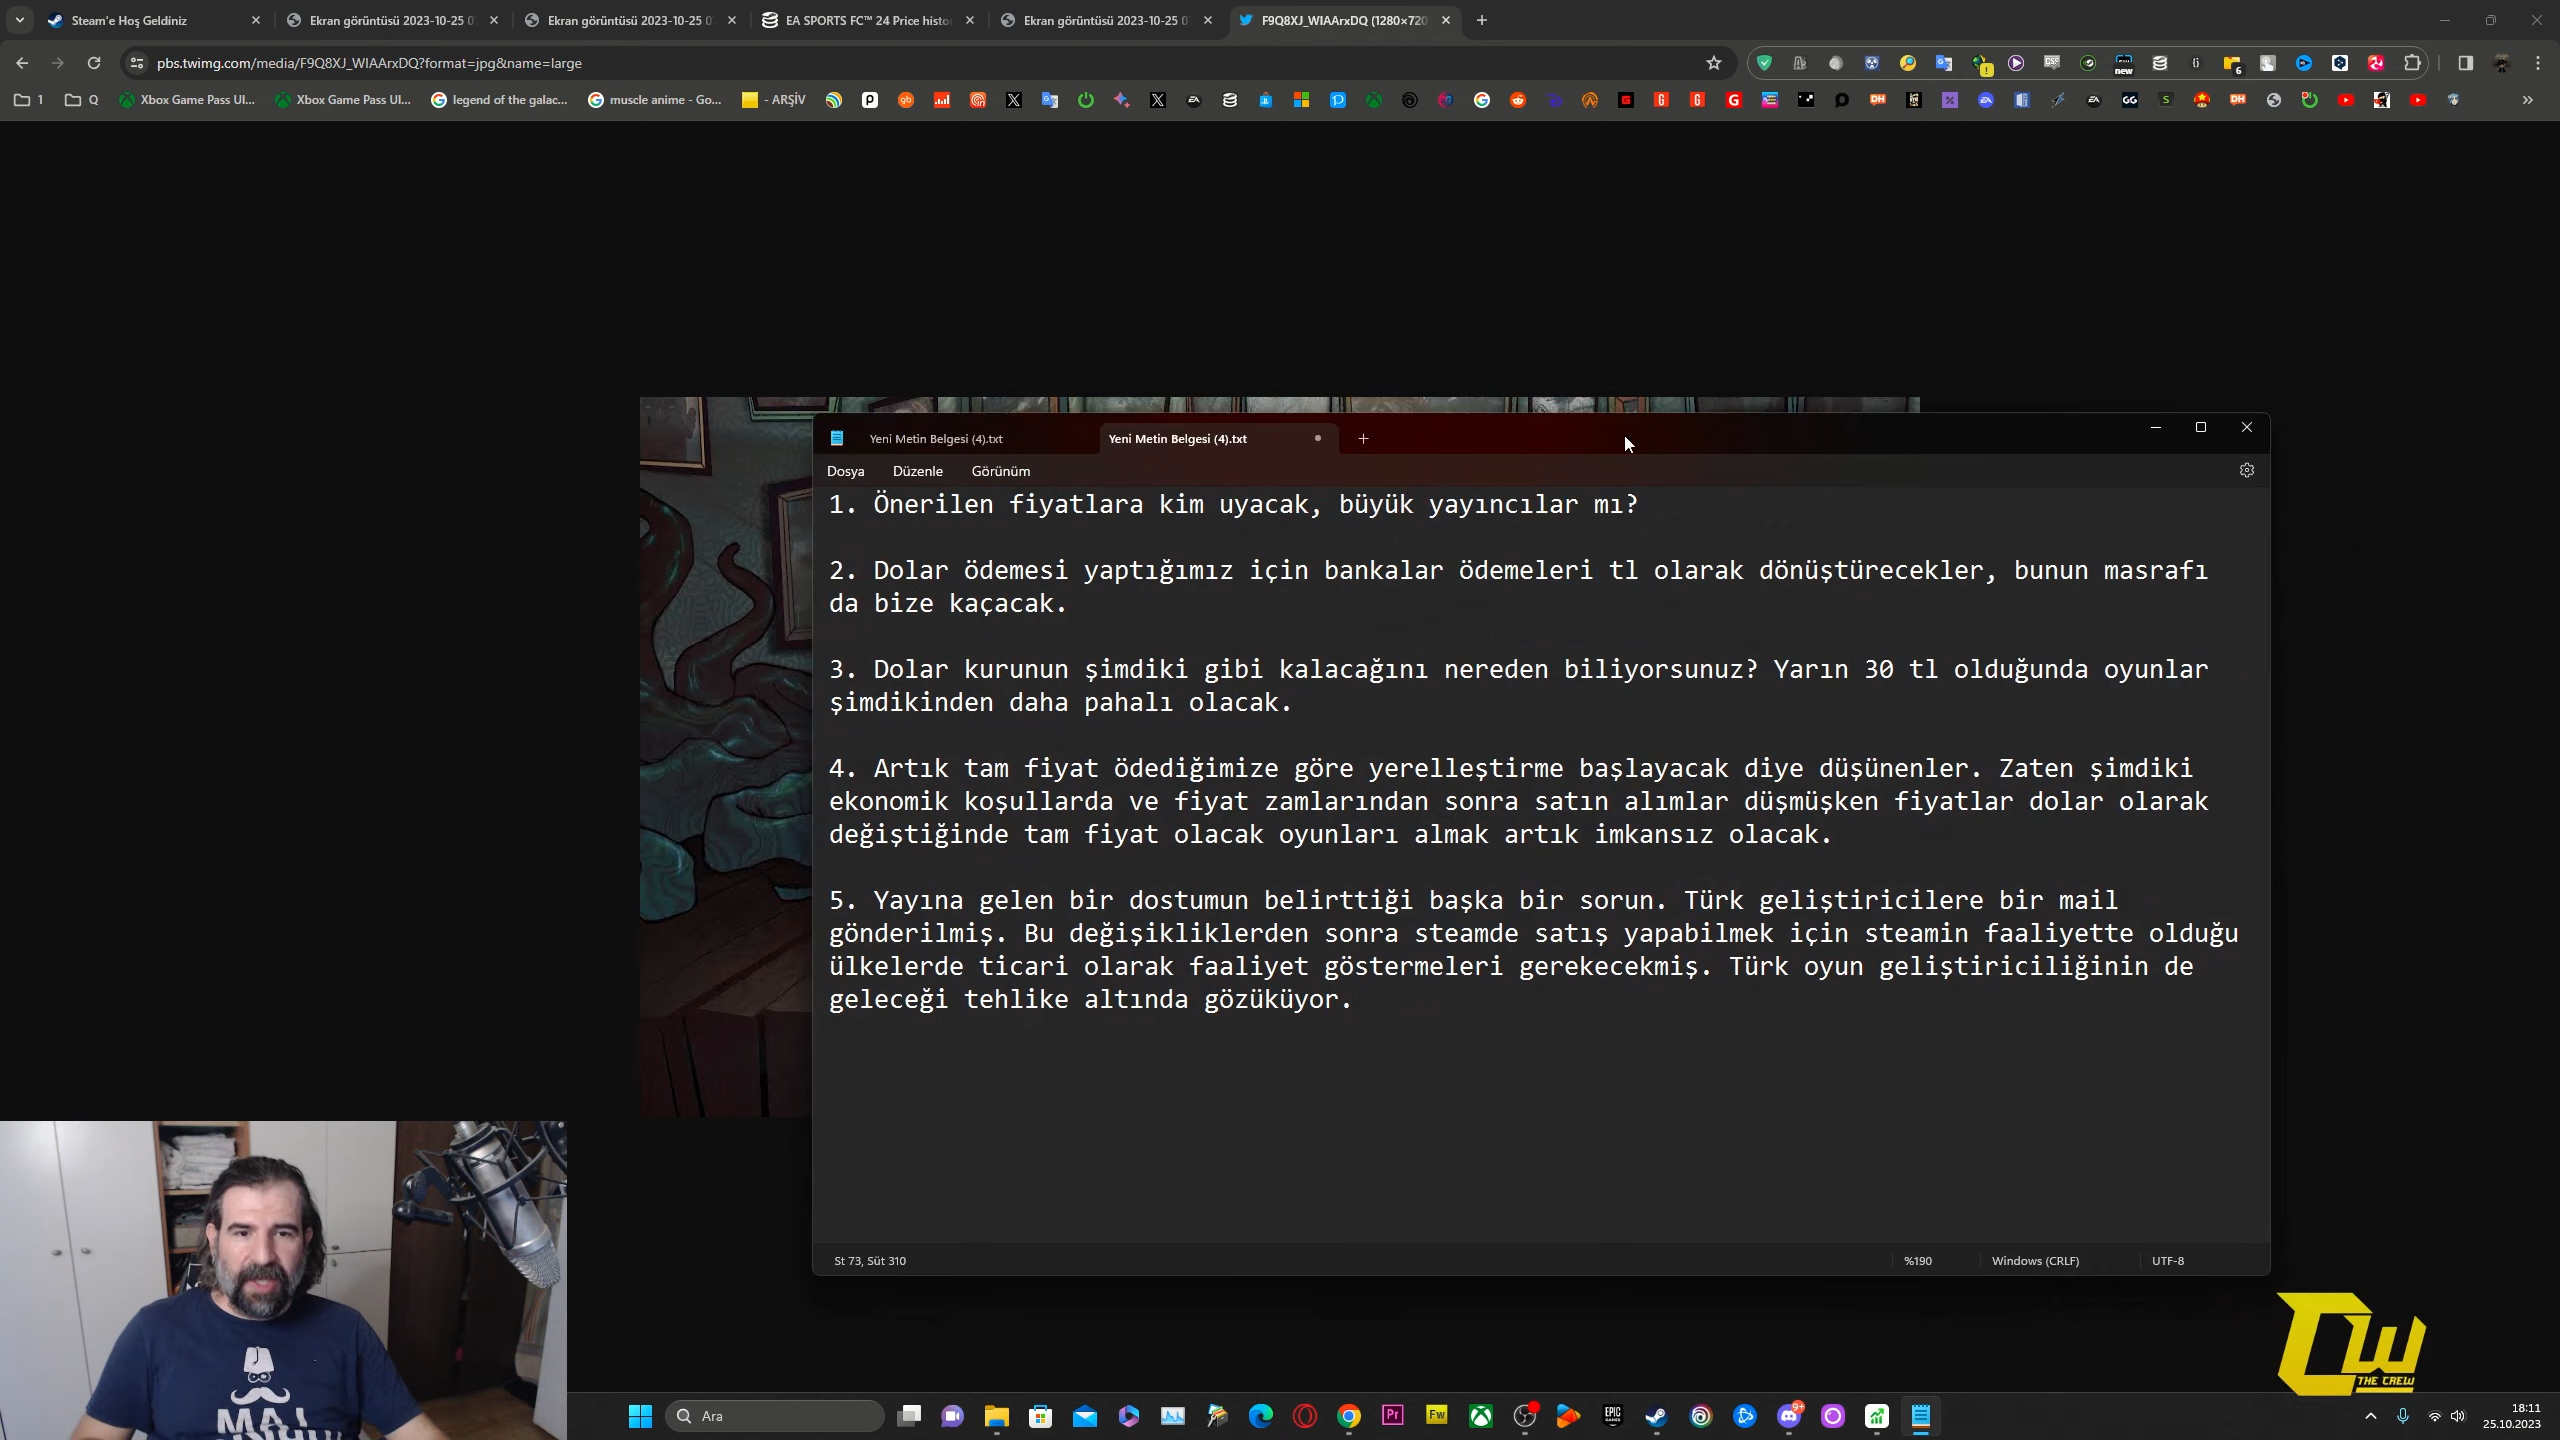 Steam'e Hoş Geldiniz
Ekran görüntüsü 2023-10-25 0
Ekran görüntüsü 2023-10-25 0
EA SPORTS FC™ 24 Price histo
Ekran görüntüsü 2023-10-25 0
F9Q8XJ_WIAArxDQ (1280×720
pbs.twimg.com/media/F9Q8XJ_WIAArxDQ?format=jpg&name=large
1
Q
Xbox Game Pass Ul...
Xbox Game Pass Ul...
legend of the galac...
muscle anime - Go...
- ARŞİV
Yeni Metin Belgesi (4).txt
Yeni Metin Belgesi (4).txt
Dosya
Düzenle
Görünüm
1. Önerilen fiyatlara kim uyacak, büyük yayıncılar mı?
2. Dolar ödemesi yaptığımız için bankalar ödemeleri tl olarak dönüştürecekler, bunun masrafı
da bize kaçacak.
3. Dolar kurunun şimdiki gibi kalacağını nereden biliyorsunuz? Yarın 30 tl olduğunda oyunlar
şimdikinden daha pahalı olacak.
4. Artık tam fiyat ödediğimize göre yerelleştirme başlayacak diye düşünenler. Zaten şimdiki
ekonomik koşullarda ve fiyat zamlarından sonra satın alımlar düşmüşken fiyatlar dolar olarak
değiştiğinde tam fiyat olacak oyunları almak artık imkansız olacak.
5. Yayına gelen bir dostumun belirttiği başka bir sorun. Türk geliştiricilere bir mail
gönderilmiş. Bu değişikliklerden sonra steamde satış yapabilmek için steamin faaliyette olduğu
ülkelerde ticari olarak faaliyet göstermeleri gerekecekmiş. Türk oyun geliştiriciliğinin de
geleceği tehlike altında gözüküyor.
St 73, Süt 310
%190
Windows (CRLF)
UTF-8
CW
THE CREW
Ara
18:11
25.10.2023